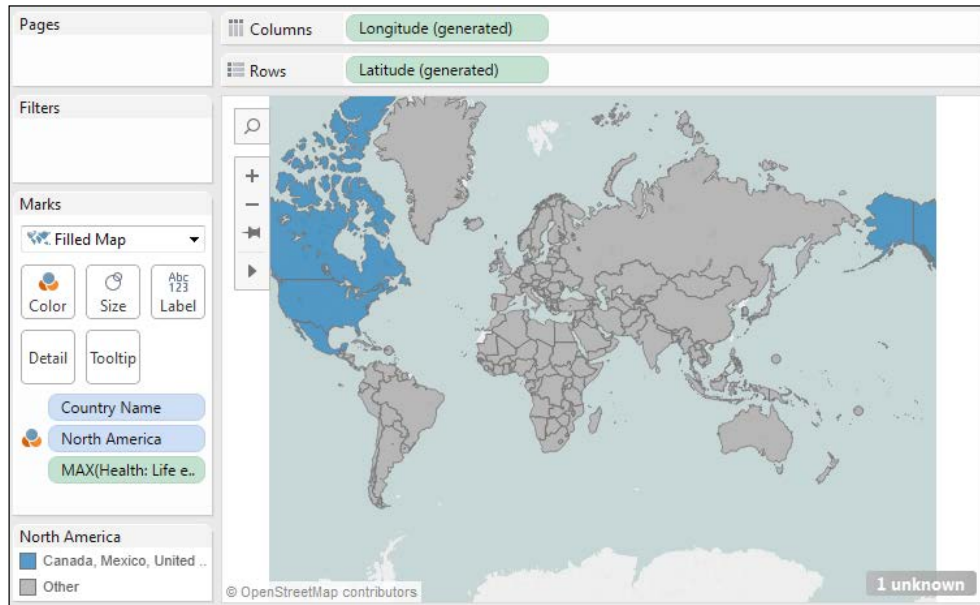 Pages
Columns
Longitude (generated)
Rows
Latitude (generated)
Filters
Marks
Filled Map
Color
Size
Abc
123
Label
Detail
Tooltip
Country Name
North America
MAX(Health: Life e..
North America
Canada, Mexico, United ..
Other
© OpenStreetMap contributors
1 unknown